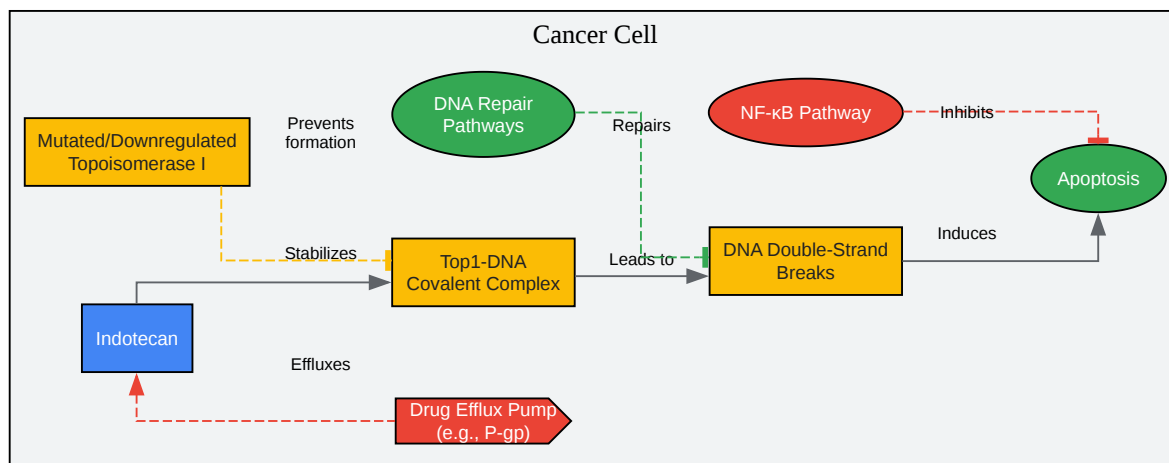 Cancer Cell
DNA Repair
Pathways
NF-κB Pathway
Inhibits
Prevents
formation
Repairs
Mutated/Downregulated
Topoisomerase I
Apoptosis
Stabilizes
Top1-DNA
Covalent Complex
Leads to
DNA Double-Strand
Breaks
Induces
Indotecan
Effluxes
Drug Efflux Pump
(e.g., P-gp)